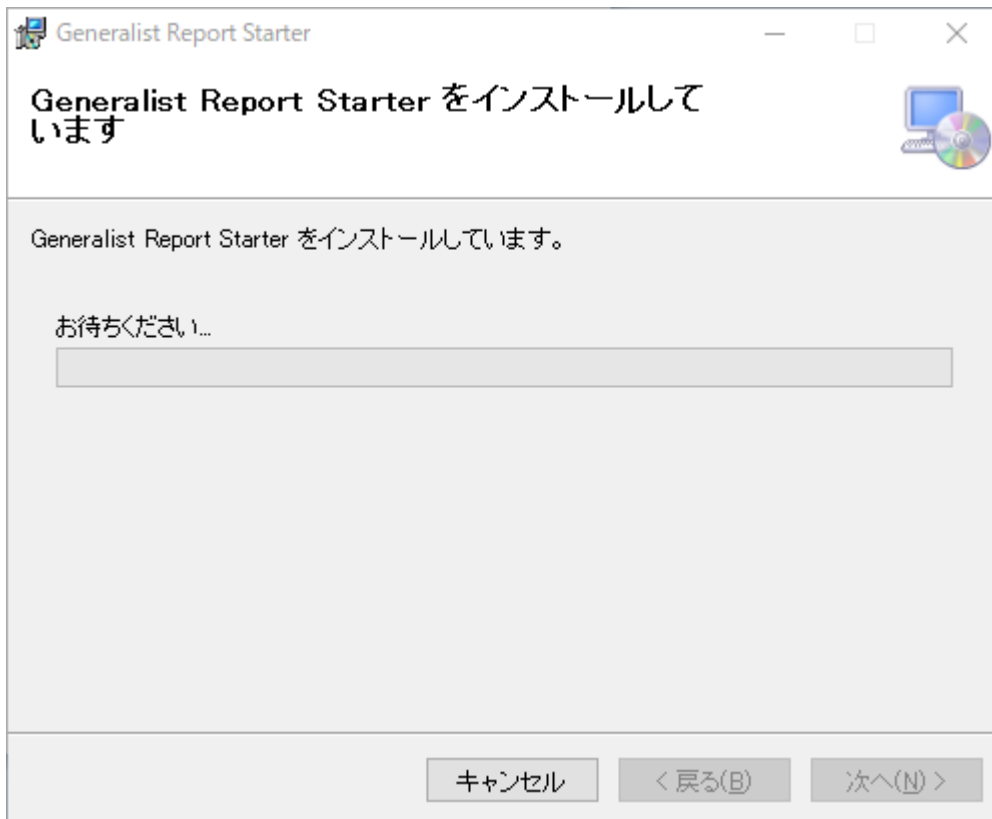 Generalist Report Starter
Generalist Report Starter をインストールして
います
Generalist Report Starter をインストールしています。
お待ちください...
キャンセル
< 戻る(B)
次へ(N) >